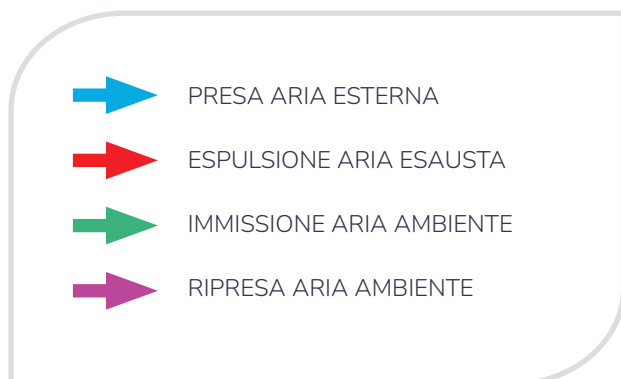 PRESA ARIA ESTERNA
ESPULSIONE ARIA ESAUSTA
IMMISSIONE ARIA AMBIENTE
RIPRESA ARIA AMBIENTE